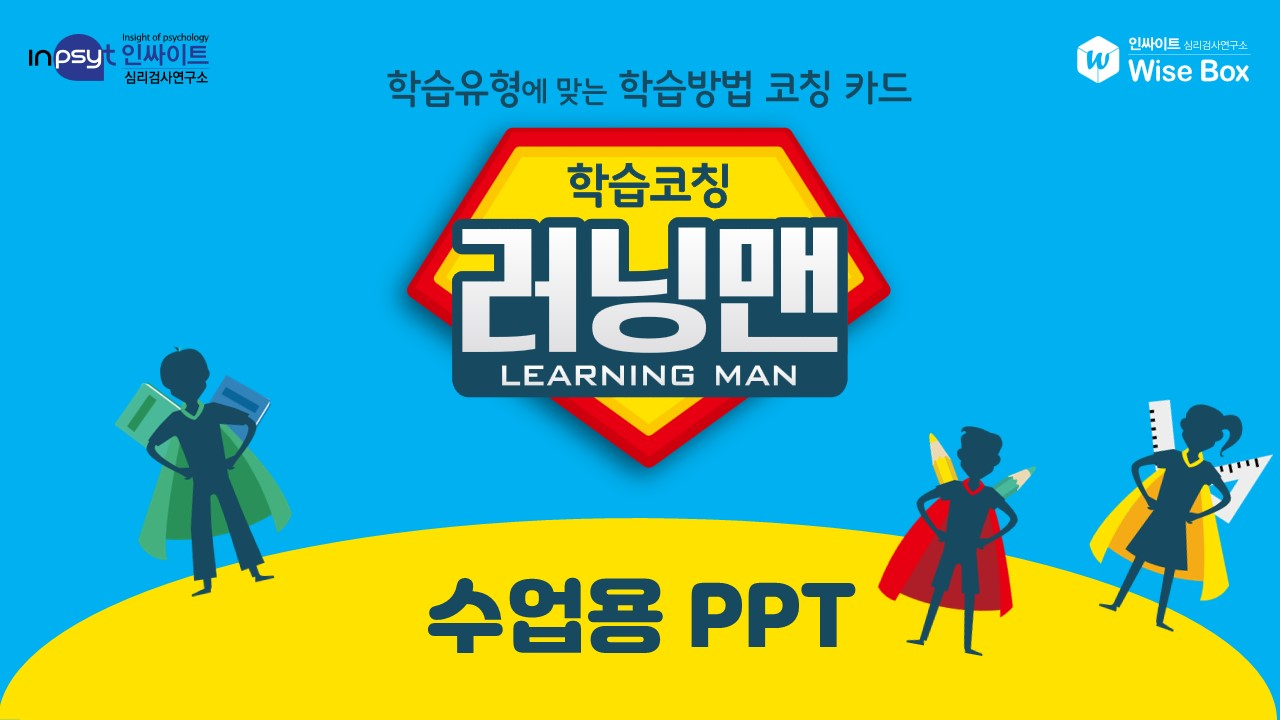 Insight of psychology
inpsyt 인싸이트
심리검사연구소
인싸이트 심리검사연구소
W Wise Box
학습유형에 맞는 학습방법 코칭 카드
학습코칭
러닝맨
LEARNING MAN
수업용 PPT